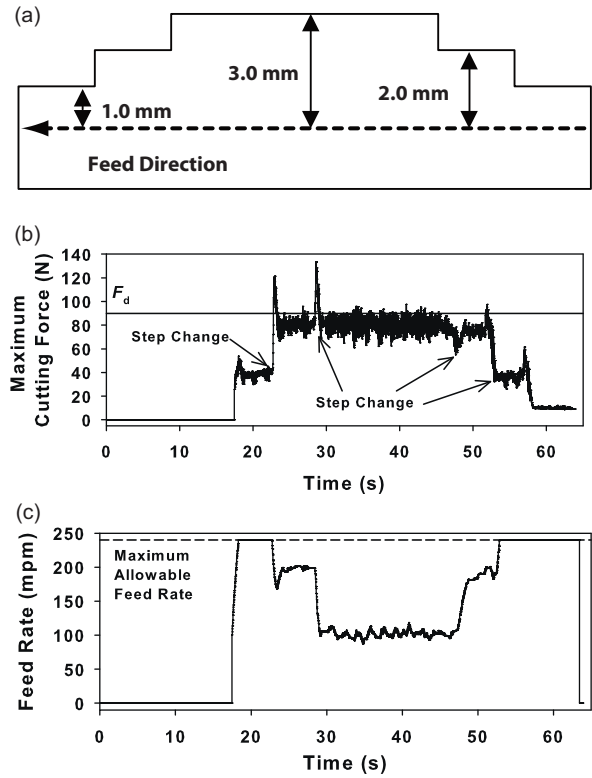 (a)
3.0 mm
2.0 mm
1.0 mm
Feed Direction
(b)
Maximum
Cutting Force (N)
140
120
100
80
60
40
20
0
Fd
Step Change
Step Change
0 10 20 30 40 50 60
Time (s)
(c)
Feed Rate (mpm)
250
200
150
100
50
0
Maximum
Allowable
Feed Rate
0 10 20 30 40 50 60
Time (s)